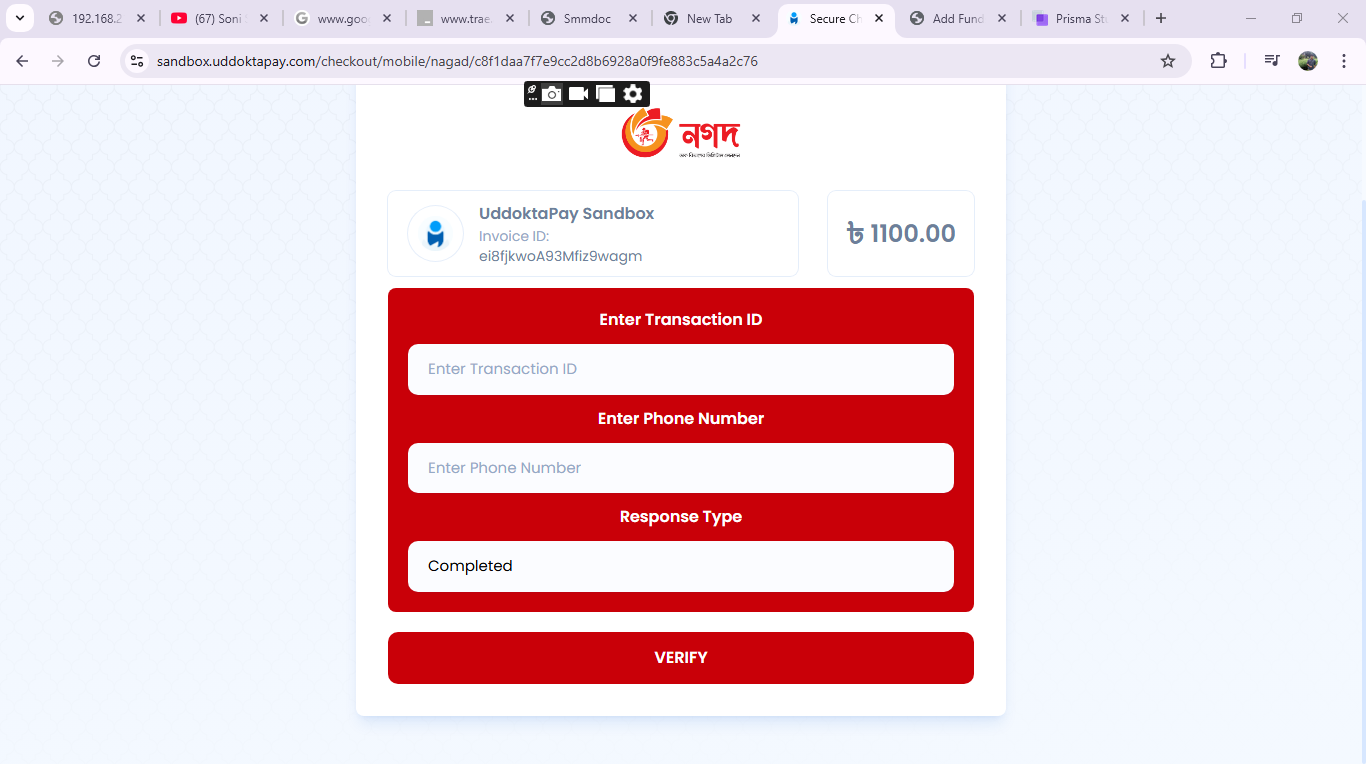 192.168.2
(67) Soni
www.goo
www.trae.
Smmdoc
New Tab
Secure Ch
Add Fund
Prisma Stu
sandbox.uddoktapay.com/checkout/mobile/nagad/c8f1daa7f7e9cc2d8b6928a0f9fe883c5a4a2c76
নগদ
UddoktaPay Sandbox
Invoice ID:
ei8fjkwoA93Mfiz9wagm
৳ 1100.00
Enter Transaction ID
Enter Transaction ID
Enter Phone Number
Enter Phone Number
Response Type
Completed
VERIFY